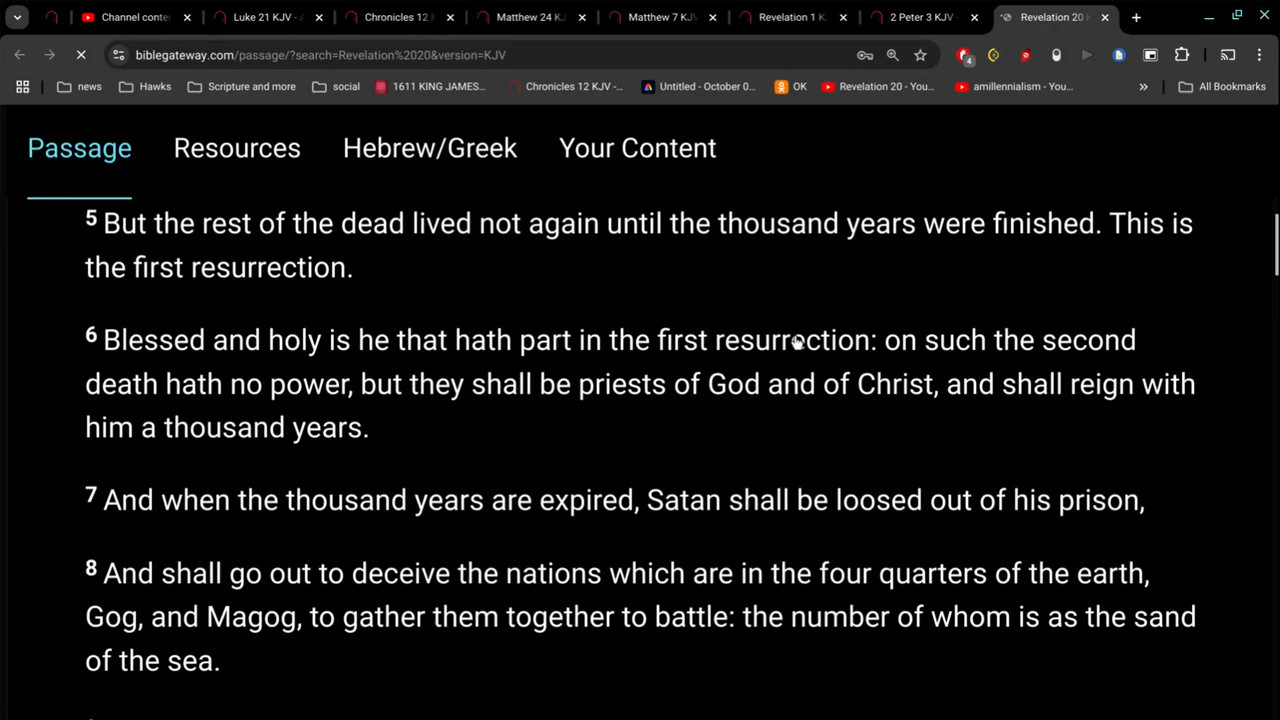 Channel conte
Luke 21 KJV - A
Chronicles 12 K
Matthew 24 KJ
Matthew 7 KJV
Revelation 1 K
2 Peter 3 KJV -
Revelation 20
biblegateway.com/passage/?search=Revelation%2020&version=KJV
4
news
Hawks
Scripture and more
social
1611 KING JAMES...
Chronicles 12 KJV -...
Untitled - October 0...
OK
Revelation 20 - You...
amillennialism - You...
»
All Bookmarks
Passage
Resources
Hebrew/Greek
Your Content
5 But the rest of the dead lived not again until the thousand years were finished. This is
the first resurrection.
6 Blessed and holy is he that hath part in the first resurrection: on such the second
death hath no power, but they shall be priests of God and of Christ, and shall reign with
him a thousand years.
7 And when the thousand years are expired, Satan shall be loosed out of his prison,
8 And shall go out to deceive the nations which are in the four quarters of the earth,
Gog, and Magog, to gather them together to battle: the number of whom is as the sand
of the sea.